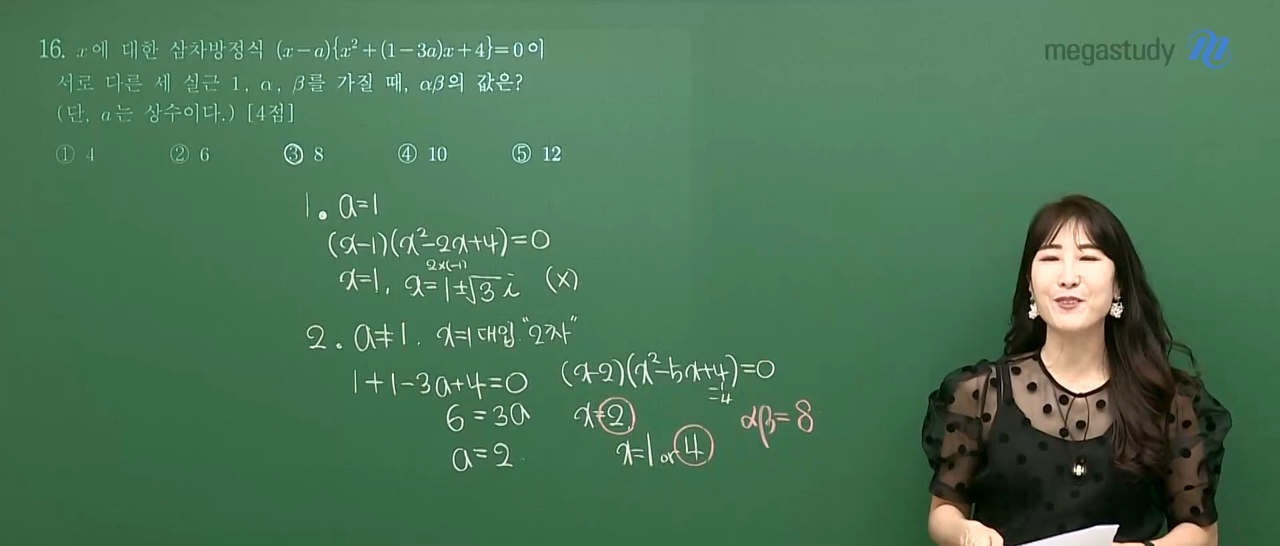 16. x에 대한 삼차방정식 (x-a){x²+(1-3a)x+4}=0이
서로 다른 세 실근 1, α, β를 가질 때, αβ의 값은?
(단, a는 상수이다.) [4점]
① 4 ② 6 ③ 8 ④ 10 ⑤ 12
megastudy
1. a=1
(x-1)(x²-2x+4)=0
2×(-1)
x=1, x=1±√3 i (x)
2. a≠1. x=1대입 "2차"
1+1-3a+4=0
6=3a
a=2.
(x-2)(x²-5x+4)=0
=4
x=2,
x=1 or 4
αβ=8